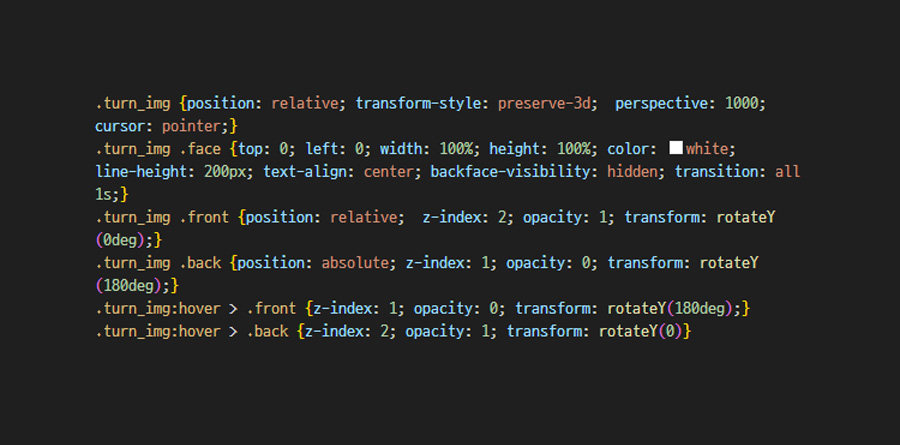 .turn_img {position: relative; transform-style: preserve-3d;  perspective: 1000;
cursor: pointer;}
.turn_img .face {top: 0; left: 0; width: 100%; height: 100%; color: white;
line-height: 200px; text-align: center; backface-visibility: hidden; transition: all
1s;}
.turn_img .front {position: relative;  z-index: 2; opacity: 1; transform: rotateY
(0deg);}
.turn_img .back {position: absolute; z-index: 1; opacity: 0; transform: rotateY
(180deg);}
.turn_img:hover > .front {z-index: 1; opacity: 0; transform: rotateY(180deg);}
.turn_img:hover > .back {z-index: 2; opacity: 1; transform: rotateY(0)}